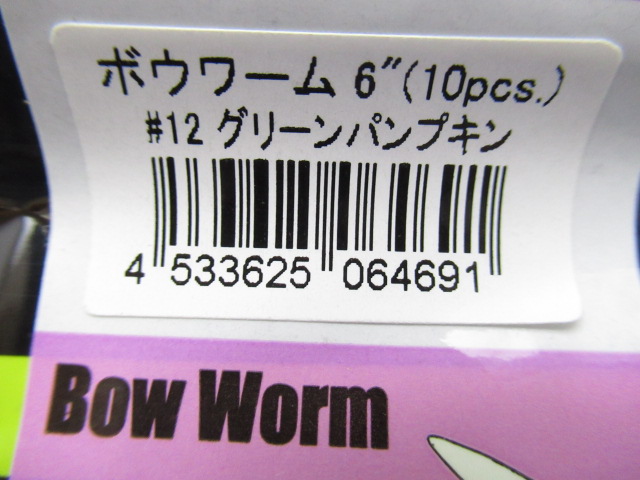 ボウワーム 6″(10pcs.)
#12 グリーンパンプキン
4 533625 064691
Bow Worm